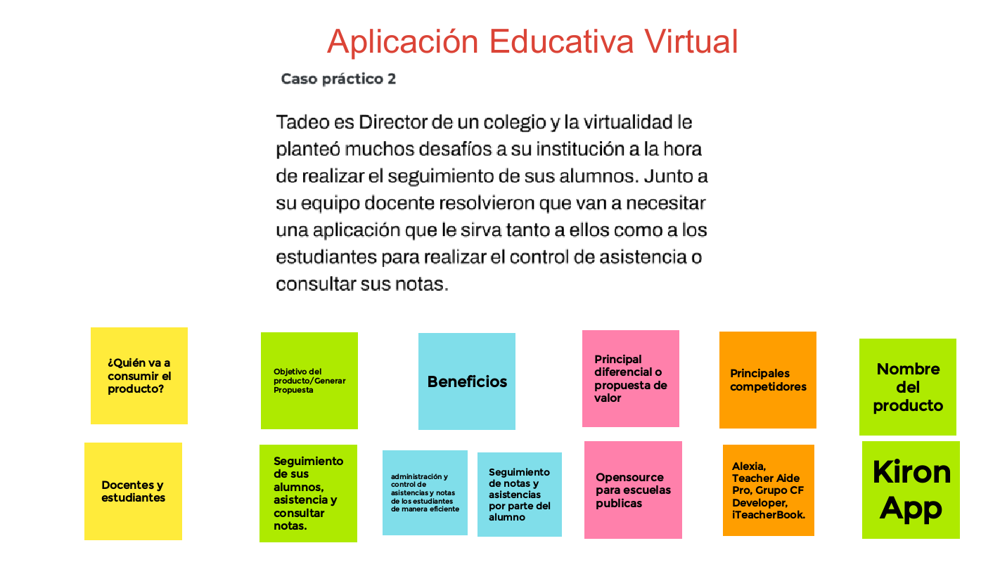 Aplicación Educativa Virtual
Caso práctico 2
Tadeo es Director de un colegio y la virtualidad le
planteó muchos desafíos a su institución a la hora
de realizar el seguimiento de sus alumnos. Junto a
su equipo docente resolvieron que van a necesitar
una aplicación que le sirva tanto a ellos como a los
estudiantes para realizar el control de asistencia o
consultar sus notas.
¿Quién va a
consumir el
producto?
Objetivo del
producto/Generar
Propuesta
Beneficios
Principal
diferencial o
propuesta de
valor
Principales
competidores
Nombre
del
producto
Docentes y
estudiantes
Seguimiento
de sus
alumnos,
asistencia y
consultar
notas.
administración y
control de
asistencias y notas
de los estudiantes
de manera eficiente
Seguimiento
de notas y
asistencias
por parte del
alumno
Opensource
para escuelas
publicas
Alexia,
Teacher Aide
Pro, Grupo CF
Developer,
iTeacherBook.
Kiron
App